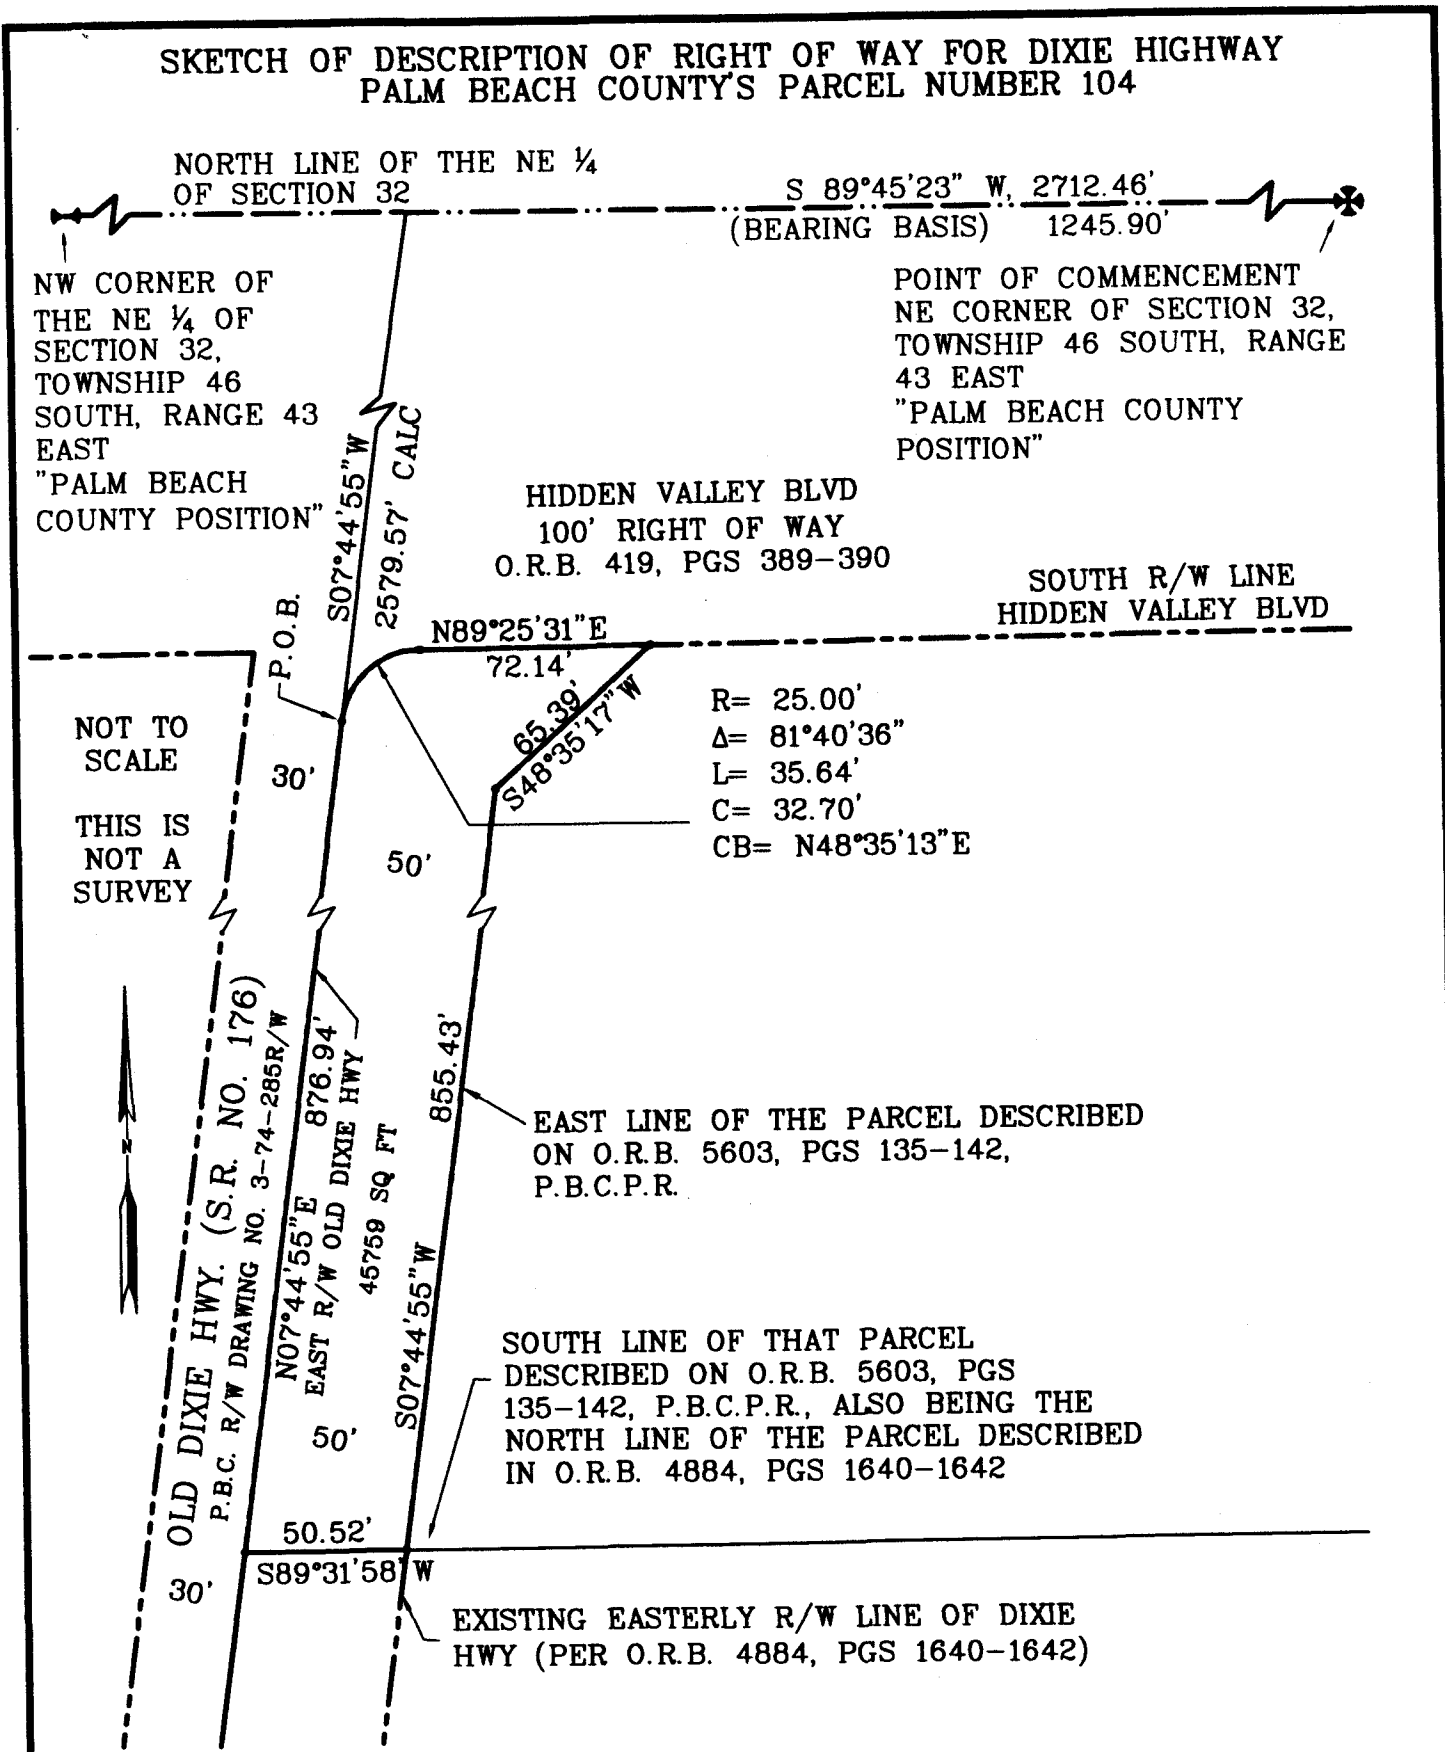 SKETCH OF DESCRIPTION OF RIGHT OF WAY FOR DIXIE HIGHWAY
PALM BEACH COUNTY'S PARCEL NUMBER 104
NORTH LINE OF THE NE ¼
OF SECTION 32
S 89°45'23" W, 2712.46'
(BEARING BASIS) 1245.90'
NW CORNER OF
THE NE ¼ OF
SECTION 32,
TOWNSHIP 46
SOUTH, RANGE 43
EAST
"PALM BEACH
COUNTY POSITION"
POINT OF COMMENCEMENT
NE CORNER OF SECTION 32,
TOWNSHIP 46 SOUTH, RANGE
43 EAST
"PALM BEACH COUNTY
POSITION"
S07°44'55"W
2579.57' CALC
HIDDEN VALLEY BLVD
100' RIGHT OF WAY
O.R.B. 419, PGS 389-390
SOUTH R/W LINE
HIDDEN VALLEY BLVD
P.O.B.
N89°25'31"E
72.14'
65.39'
S48°35'17"W
R= 25.00'
Δ= 81°40'36"
L= 35.64'
C= 32.70'
CB= N48°35'13"E
NOT TO
SCALE
THIS IS
NOT A
SURVEY
30'
50'
N
OLD DIXIE HWY. (S.R. NO. 176)
P.B.C. R/W DRAWING NO. 3-74-285R/W
N07°44'55"E 876.94'
EAST R/W OLD DIXIE HWY
45759 SQ FT
S07°44'55"W 855.43'
EAST LINE OF THE PARCEL DESCRIBED
ON O.R.B. 5603, PGS 135-142,
P.B.C.P.R.
SOUTH LINE OF THAT PARCEL
DESCRIBED ON O.R.B. 5603, PGS
135-142, P.B.C.P.R., ALSO BEING THE
NORTH LINE OF THE PARCEL DESCRIBED
IN O.R.B. 4884, PGS 1640-1642
50'
50.52'
S89°31'58" W
30'
EXISTING EASTERLY R/W LINE OF DIXIE
HWY (PER O.R.B. 4884, PGS 1640-1642)